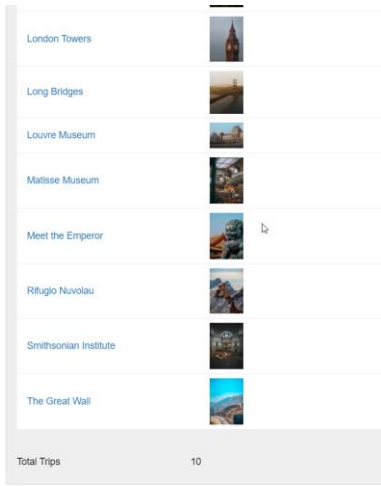 London Towers
Long Bridges
Louvre Museum
Matisse Museum
Meet the Emperor
Rifugio Nuvolau
Smithsonian Institute
The Great Wall
Total Trips 10